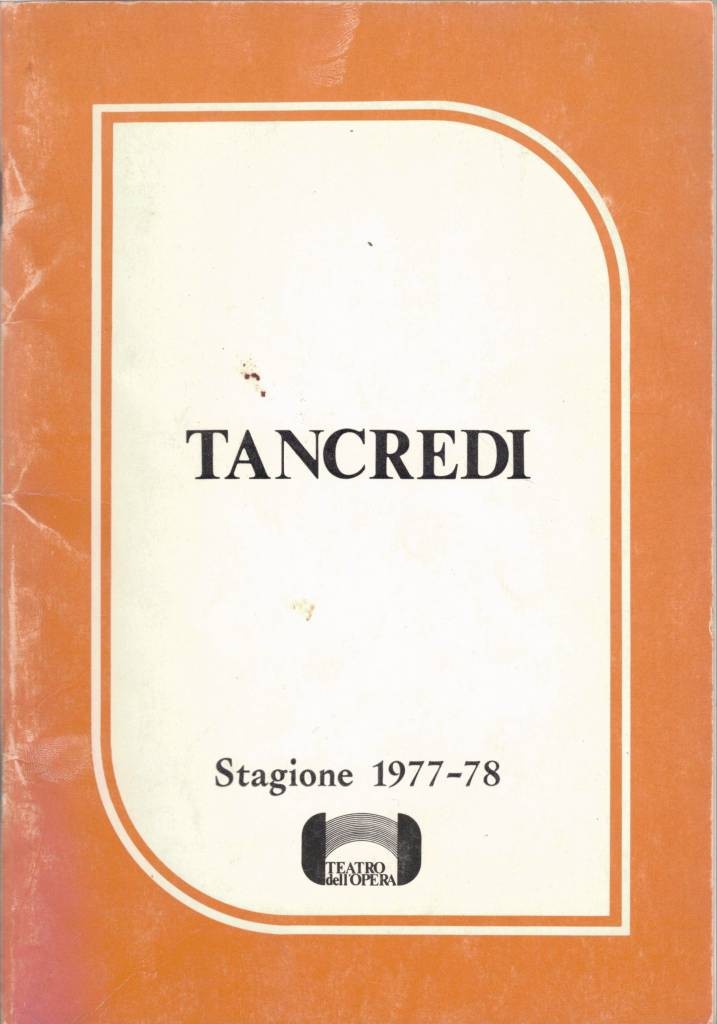 TANCREDI
Stagione 1977-78
TEATRO
dell'OPERA